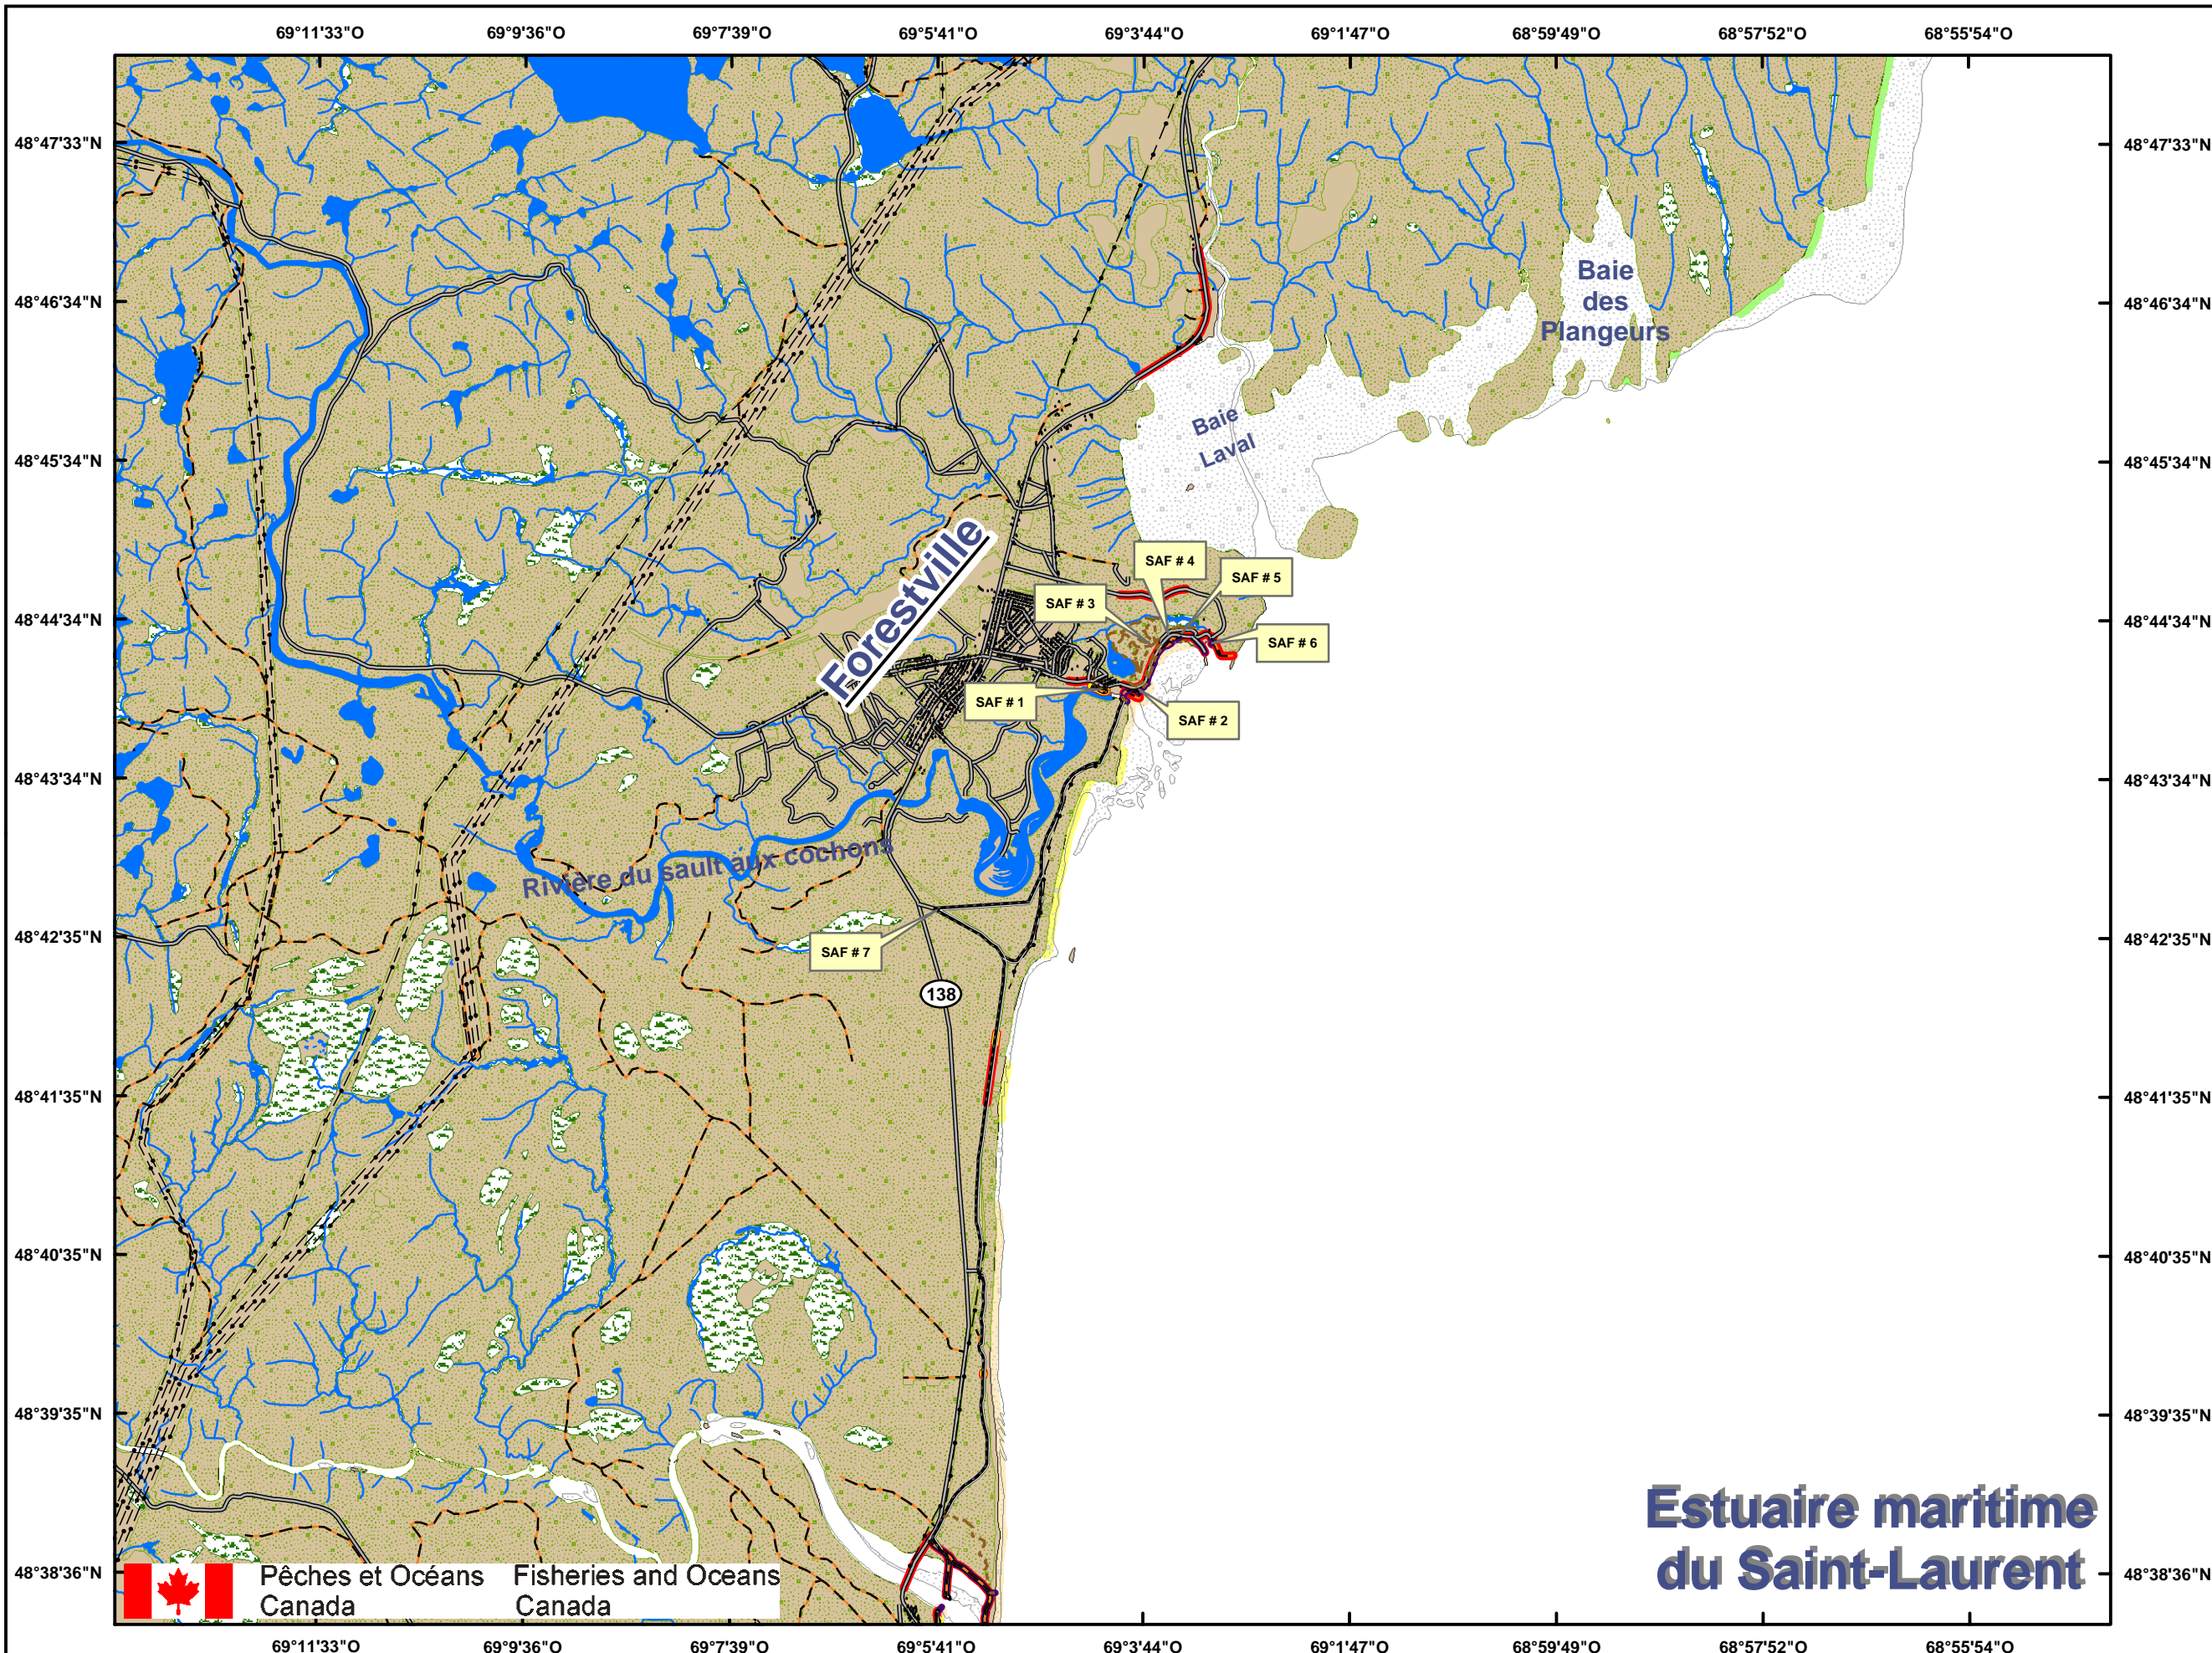 69°11'33"O 69°9'36"O 69°7'39"O 69°5'41"O 69°3'44"O 69°1'47"O 68°59'49"O 68°57'52"O 68°55'54"O
48°47'33"N 48°47'33"N
48°46'34"N 48°46'34"N
Baie
des
Plangeurs
Baie
Laval
48°45'34"N 48°45'34"N
Forestville
SAF # 4
SAF # 5
SAF # 3
48°44'34"N 48°44'34"N
SAF # 6
SAF # 1
SAF # 2
48°43'34"N 48°43'34"N
Rivière du sault aux cochons
48°42'35"N 48°42'35"N
SAF # 7
138
48°41'35"N 48°41'35"N
48°40'35"N 48°40'35"N
48°39'35"N 48°39'35"N
Estuaire maritime
du Saint-Laurent
48°38'36"N 48°38'36"N
Pêches et Océans Fisheries and Oceans
Canada Canada
69°11'33"O 69°9'36"O 69°7'39"O 69°5'41"O 69°3'44"O 69°1'47"O 68°59'49"O 68°57'52"O 68°55'54"O